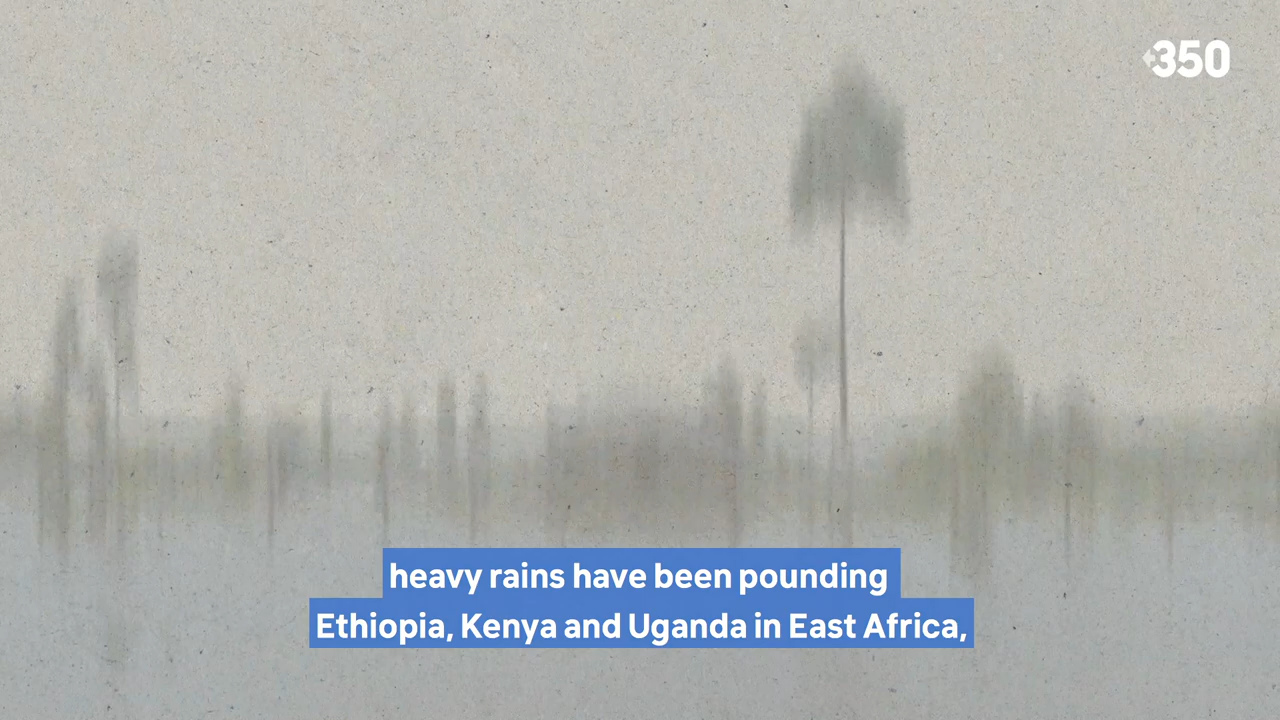 350
heavy rains have been pounding
Ethiopia, Kenya and Uganda in East Africa,